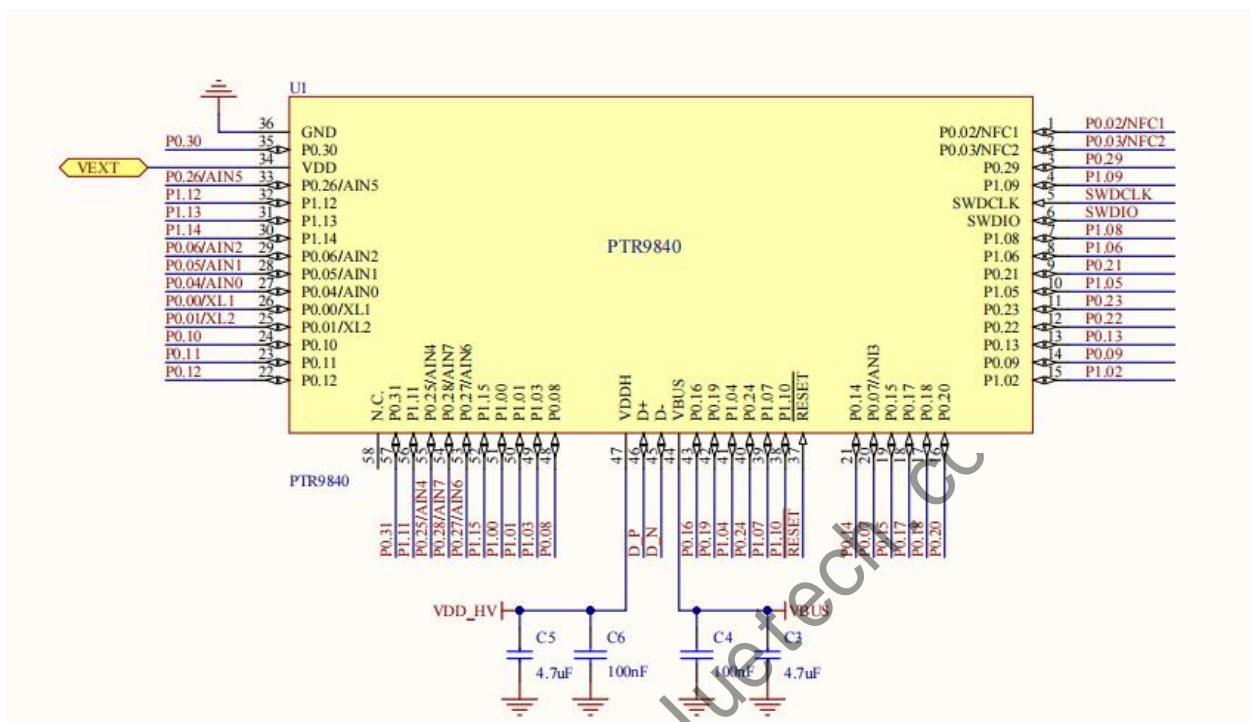 U1
PTR9840
PTR9840
VEXT
36 GND
P0.30 35 P0.30
34 VDD
P0.26/AIN5 33 P0.26/AIN5
P1.12 32 P1.12
P1.13 31 P1.13
P1.14 30 P1.14
P0.06/AIN2 29 P0.06/AIN2
P0.05/AIN1 28 P0.05/AIN1
P0.04/AIN0 27 P0.04/AIN0
P0.00/XL1 26 P0.00/XL1
P0.01/XL2 25 P0.01/XL2
P0.10 24 P0.10
P0.11 23 P0.11
P0.12 22 P0.12
P0.02/NFC1 1 P0.02/NFC1
P0.03/NFC2 2 P0.03/NFC2
P0.29 3 P0.29
P1.09 4 P1.09
SWDCLK 5 SWDCLK
SWDIO 6 SWDIO
P1.08 7 P1.08
P1.06 8 P1.06
P0.21 9 P0.21
P1.05 10 P1.05
P0.23 11 P0.23
P0.22 12 P0.22
P0.13 13 P0.13
P0.09 14 P0.09
P1.02 15 P1.02
N.C. 58
P0.31 57 P0.31
P1.11 56 P1.11
P0.25/AIN4 55 P0.25/AIN4
P0.28/AIN7 54 P0.28/AIN7
P0.27/AIN6 53 P0.27/AIN6
P1.15 52 P1.15
P1.00 51 P1.00
P1.01 50 P1.01
P1.03 49 P1.03
P0.08 48 P0.08
VDDH 47
D+ 46 D_P
D- 45 D_N
VBUS 44
P0.16 43 P0.16
P0.19 42 P0.19
P1.04 41 P1.04
P0.24 40 P0.24
P1.07 39 P1.07
P1.10 38 P1.10
RESET 37 RESET
P0.14 21 P0.14
P0.07/ANI3 20
P0.15 19 P0.15
P0.17 18 P0.17
P0.18 17 P0.18
P0.20 16 P0.20
VDD_HV
VBUS
C5
4.7uF
C6
100nF
C4
100nF
C3
4.7uF